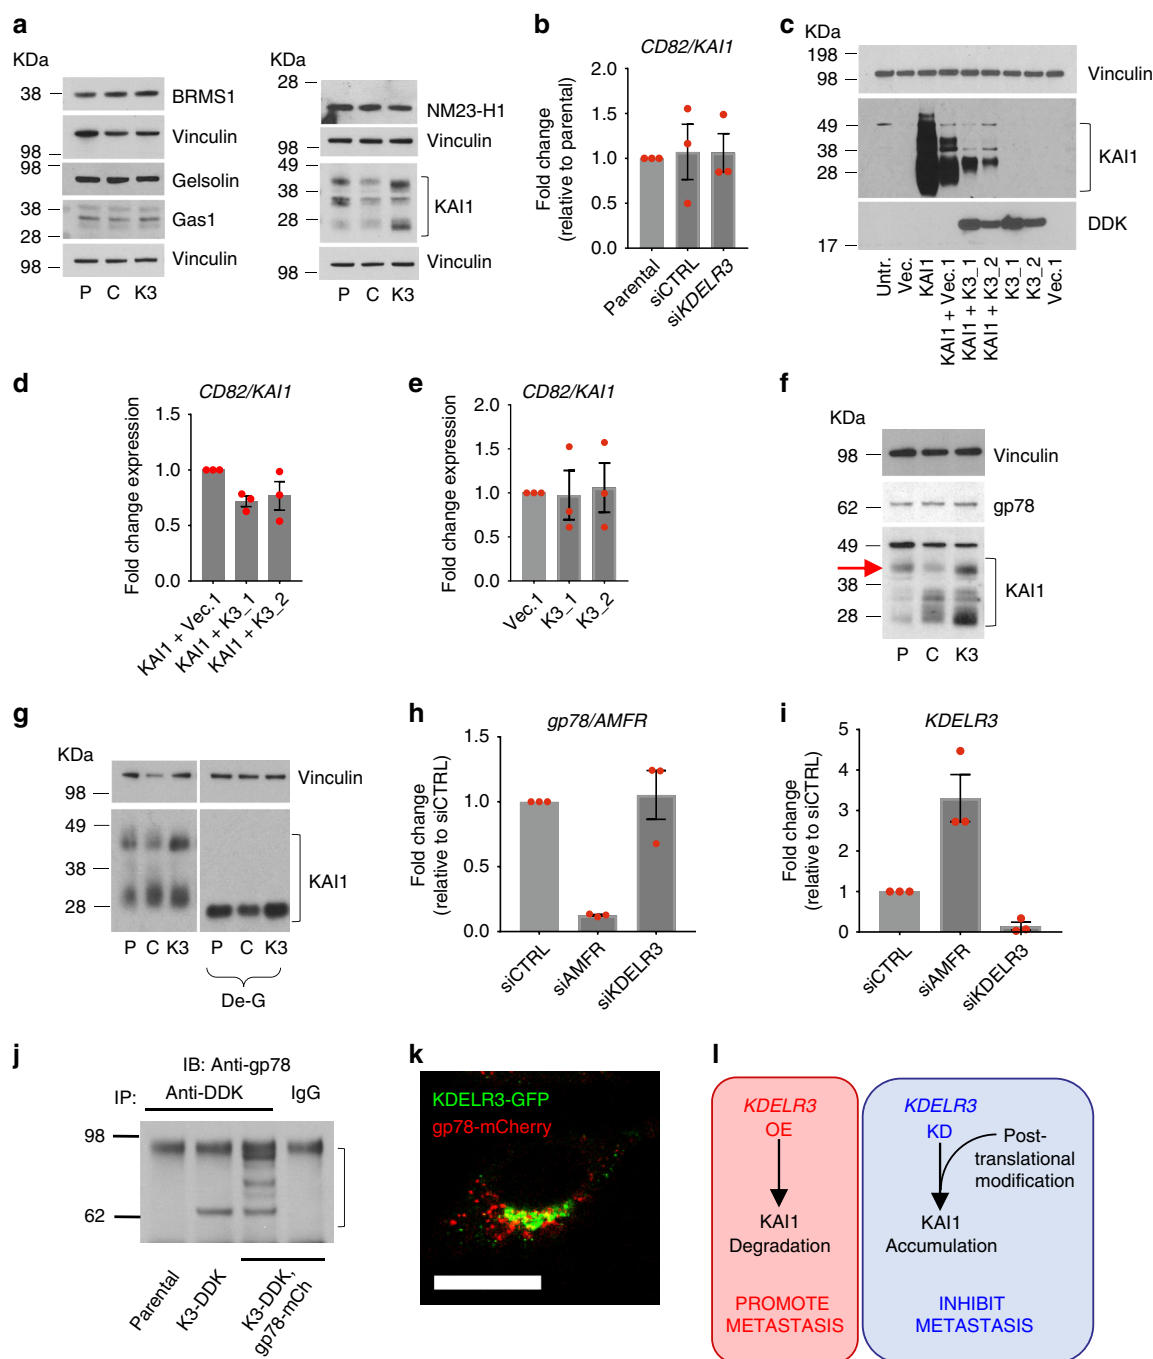 a
KDa
38
BRMS1
Vinculin
98
98
Gelsolin
38
Gas1
28
98
Vinculin
P C K3
KDa
28
NM23-H1
98
Vinculin
49
38
KAI1
28
98
Vinculin
P C K3
b
CD82/KAI1
Fold change
(relative to parental)
2.0
1.5
1.0
0.5
0.0
Parental
siCTRL
siKDELR3
c
KDa
198
98
Vinculin
49
38
28
KAI1
DDK
17
Untr.
Vec.
KAI1
KAI1 + Vec.1
KAI1 + K3_1
KAI1 + K3_2
K3_1
K3_2
Vec.1
d
CD82/KAI1
Fold change expression
1.5
1.0
0.5
0.0
KAI1 + Vec.1
KAI1 + K3_1
KAI1 + K3_2
e
CD82/KAI1
Fold change expression
2.0
1.5
1.0
0.5
0.0
Vec.1
K3_1
K3_2
f
KDa
98
Vinculin
62
gp78
49
38
28
KAI1
P C K3
g
KDa
98
Vinculin
49
38
28
KAI1
P C K3 P C K3
De-G
h
gp78/AMFR
Fold change
(relative to siCTRL)
1.5
1.0
0.5
0.0
siCTRL
siAMFR
siKDELR3
i
KDELR3
Fold change
(relative to siCTRL)
5
4
3
2
1
0
siCTRL
siAMFR
siKDELR3
j
IB: Anti-gp78
IP: Anti-DDK IgG
98
62
Parental
K3-DDK
K3-DDK,
gp78-mCh
k
KDELR3-GFP
gp78-mCherry
l
KDELR3
OE
KAI1
Degradation
PROMOTE
METASTASIS
KDELR3
KD
Post-
translational
modification
KAI1
Accumulation
INHIBIT
METASTASIS